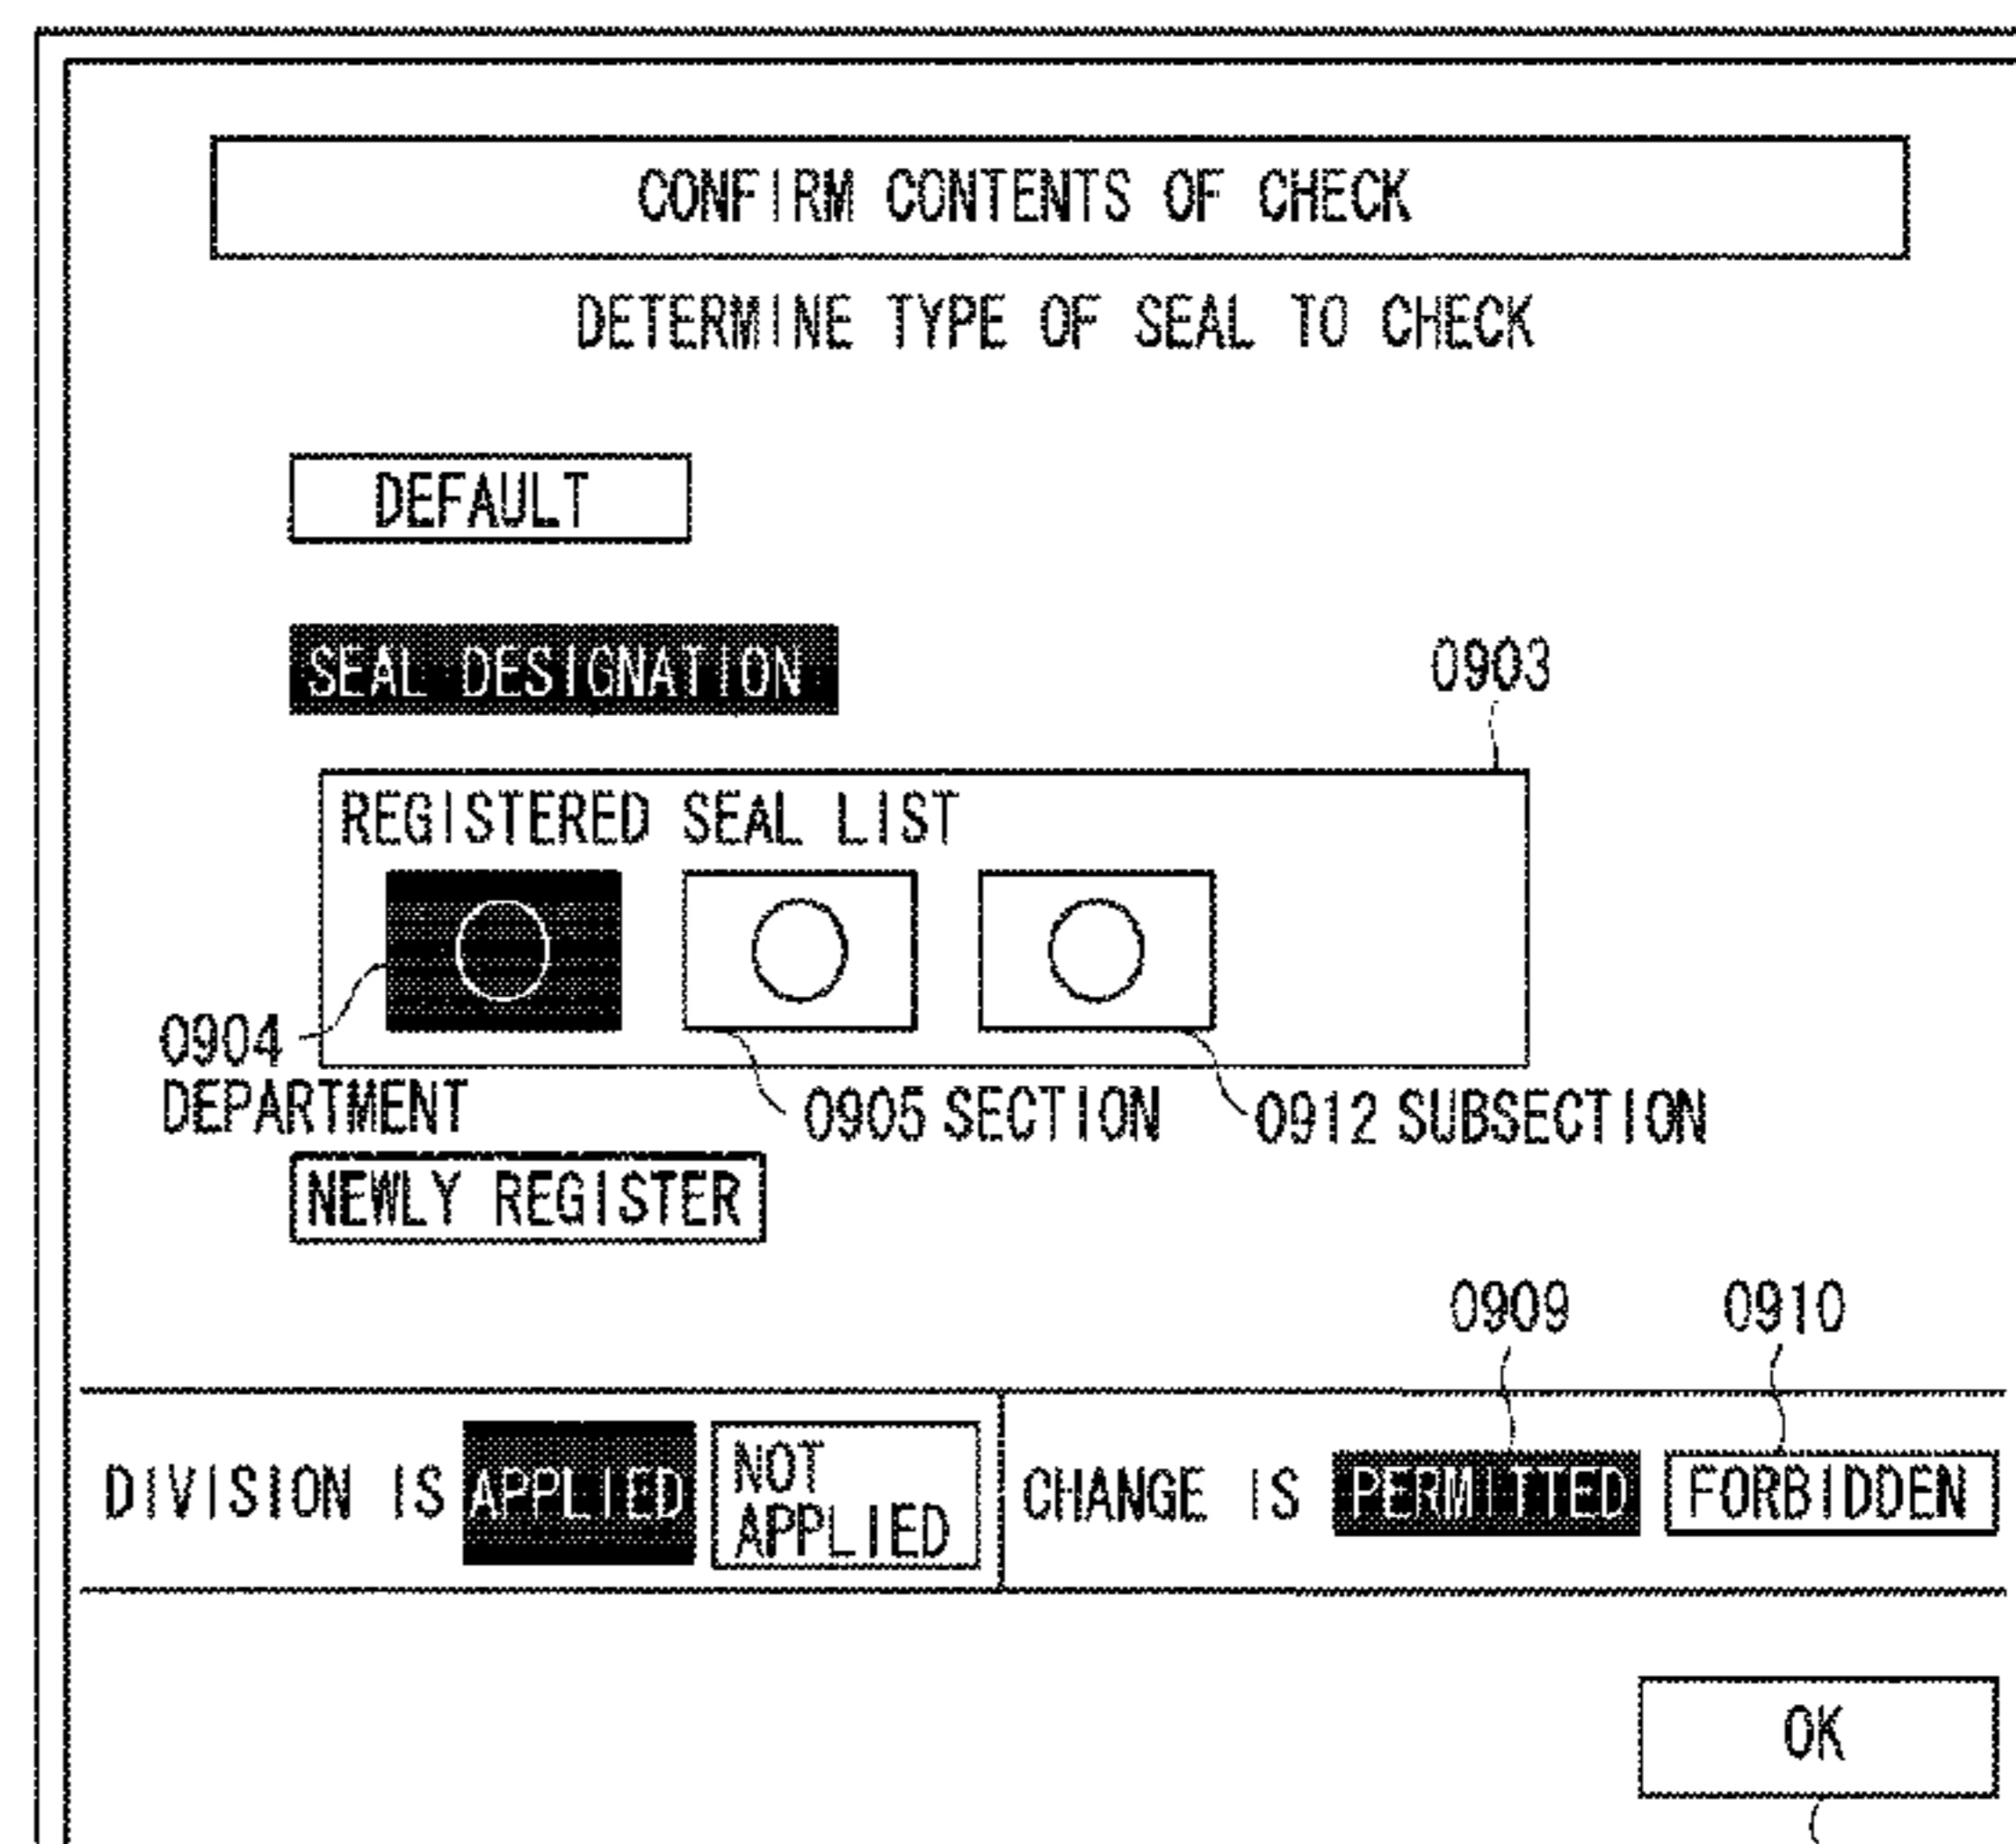 CONFIRM CONTENTS OF CHECK
DETERMINE TYPE OF SEAL TO CHECK
DEFAULT
SEAL DESIGNATION
0903
REGISTERED SEAL LIST
0904
DEPARTMENT
0905 SECTION
0912 SUBSECTION
NEWLY REGISTER
0909
0910
DIVISION IS APPLIED
NOT
APPLIED
CHANGE IS PERMITTED FORBIDDEN
OK